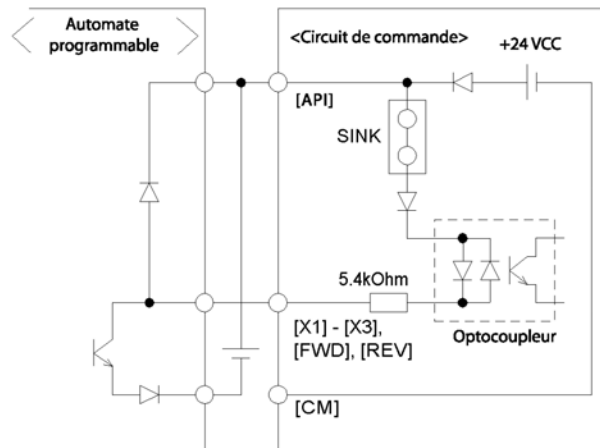 Automate
programmable
<Circuit de commande>
+24 VCC
[API]
SINK
5.4kOhm
[X1] - [X3],
[FWD], [REV]
Optocoupleur
[CM]